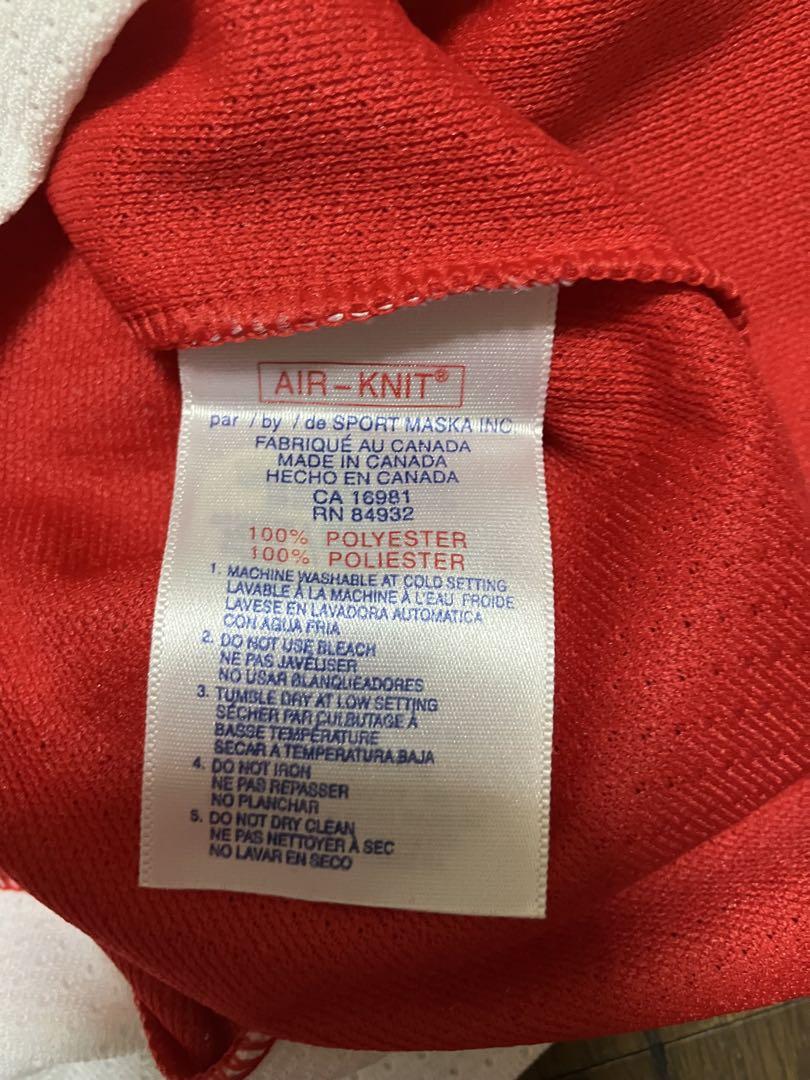 AIR-KNIT®
par / by / de SPORT MASKA INC.
FABRIQUÉ AU CANADA
MADE IN CANADA
HECHO EN CANADA
CA 16981
RN 84932
100% POLYESTER
100% POLIESTER
1. MACHINE WASHABLE AT COLD SETTING
LAVABLE À LA MACHINE À L'EAU FROIDE
LAVESE EN LAVADORA AUTOMATICA
CON AGUA FRIA
2. DO NOT USE BLEACH
NE PAS JAVÉLISER
NO USAR BLANQUEADORES
3. TUMBLE DRY AT LOW SETTING
SÉCHER PAR CULBUTAGE À
BASSE TEMPÉRATURE
SECAR A TEMPERATURA BAJA
4. DO NOT IRON
NE PAS REPASSER
NO PLANCHAR
5. DO NOT DRY CLEAN
NE PAS NETTOYER À SEC
NO LAVAR EN SECO